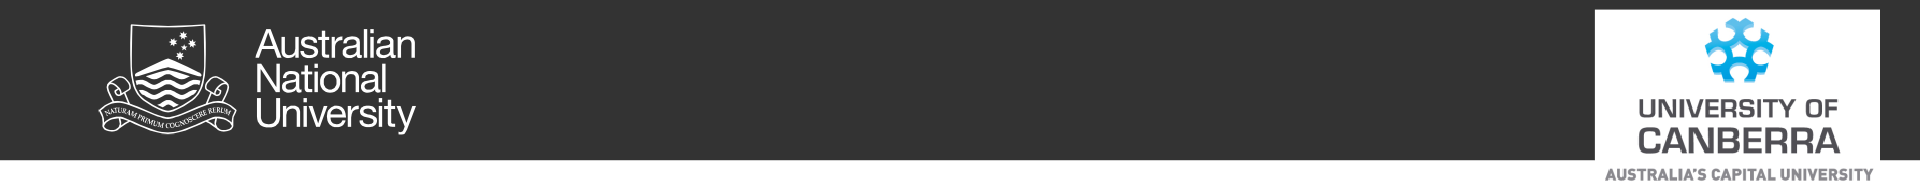 Australian
National
University
NATURAM PRIMUM COGNOSCERE RERUM
UNIVERSITY OF
CANBERRA
AUSTRALIA'S CAPITAL UNIVERSITY